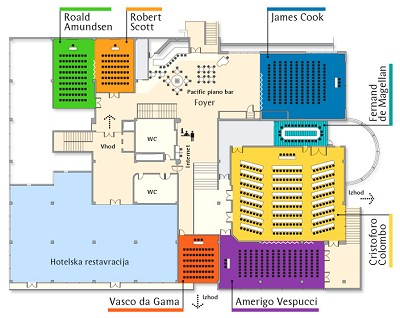 Roald
Amundsen
Robert
Scott
James Cook
Pacific piano bar
Foyer
Fernand
de Magellan
Vhod
WC
Internet
WC
Izhod
Cristoforo
Colombo
Hotelska restavracija
Vasco da Gama
Izhod
Amerigo Vespucci